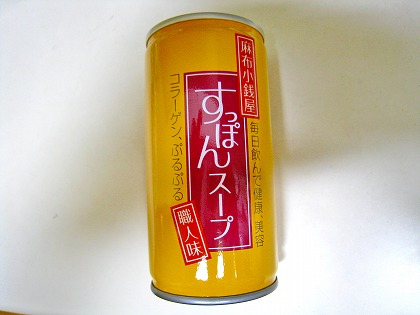 麻布小銭屋
毎日飲んで健康、美容
すっぽんスープ
コラーゲン、ぷるぷる
職人味